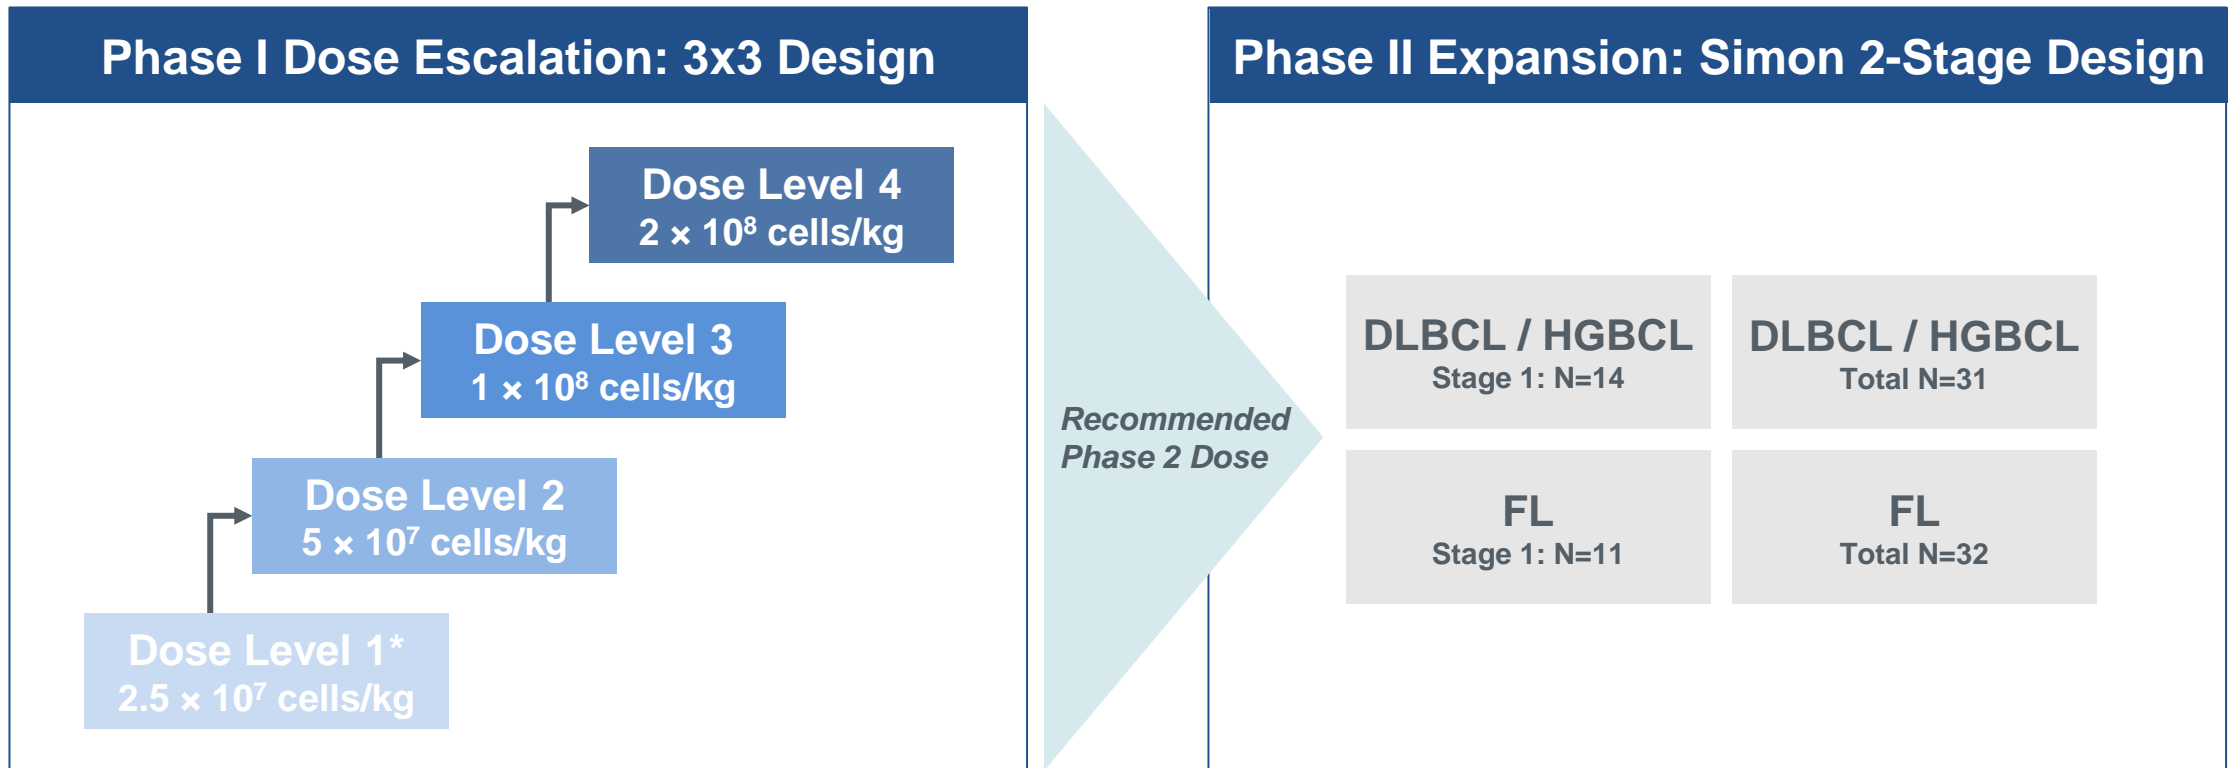 Phase I Dose Escalation: 3x3 Design
Dose Level 4
2 × 10⁸ cells/kg
Dose Level 3
1 × 10⁸ cells/kg
Dose Level 2
5 × 10⁷ cells/kg
Dose Level 1*
2.5 × 10⁷ cells/kg
Recommended
Phase 2 Dose
Phase II Expansion: Simon 2-Stage Design
DLBCL / HGBCL
Stage 1: N=14
DLBCL / HGBCL
Total N=31
FL
Stage 1: N=11
FL
Total N=32